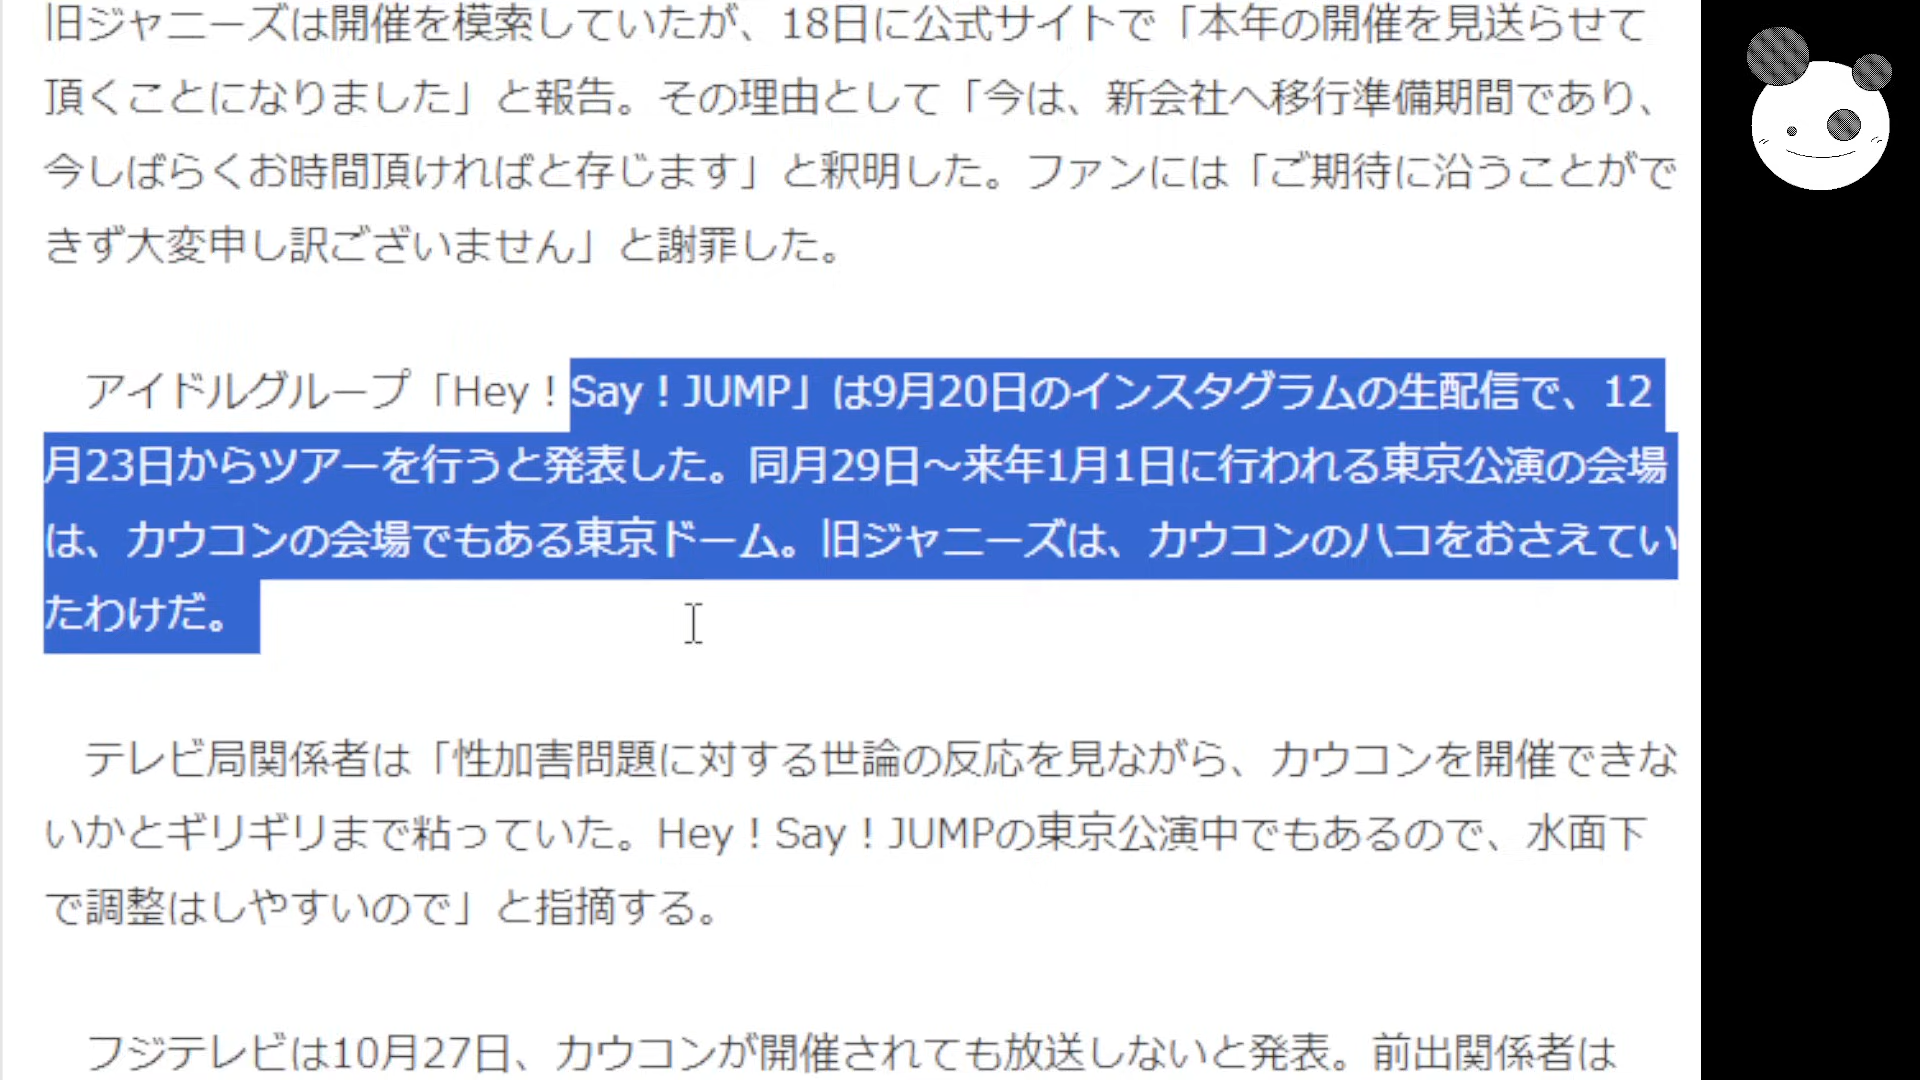 旧ジャニーズは開催を模索していたが、18日に公式サイトで「本年の開催を見送らせて
頂くことになりました」と報告。その理由として「今は、新会社へ移行準備期間であり、
今しばらくお時間頂ければと存じます」と釈明した。ファンには「ご期待に沿うことがで
きず大変申し訳ございません」と謝罪した。
アイドルグループ「Hey！Say！JUMP」は9月20日のインスタグラムの生配信で、12
月23日からツアーを行うと発表した。同月29日～来年1月1日に行われる東京公演の会場
は、カウコンの会場でもある東京ドーム。旧ジャニーズは、カウコンのハコをおさえてい
たわけだ。
テレビ局関係者は「性加害問題に対する世論の反応を見ながら、カウコンを開催できな
いかとギリギリまで粘っていた。Hey！Say！JUMPの東京公演中でもあるので、水面下
で調整はしやすいので」と指摘する。
フジテレビは10月27日、カウコンが開催されても放送しないと発表。前出関係者は